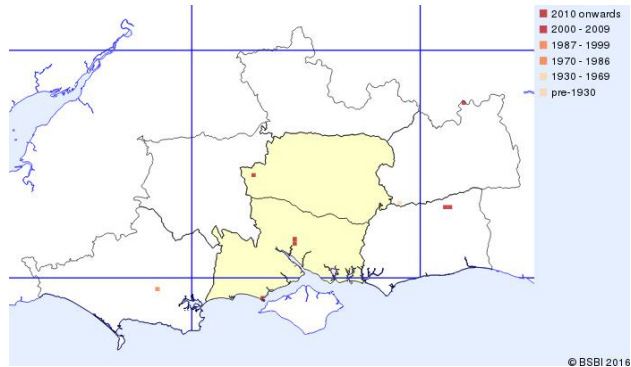 2010 onwards
2000 - 2009
1987 - 1999
1970 - 1986
1930 - 1969
pre-1930
© BSBI 2016